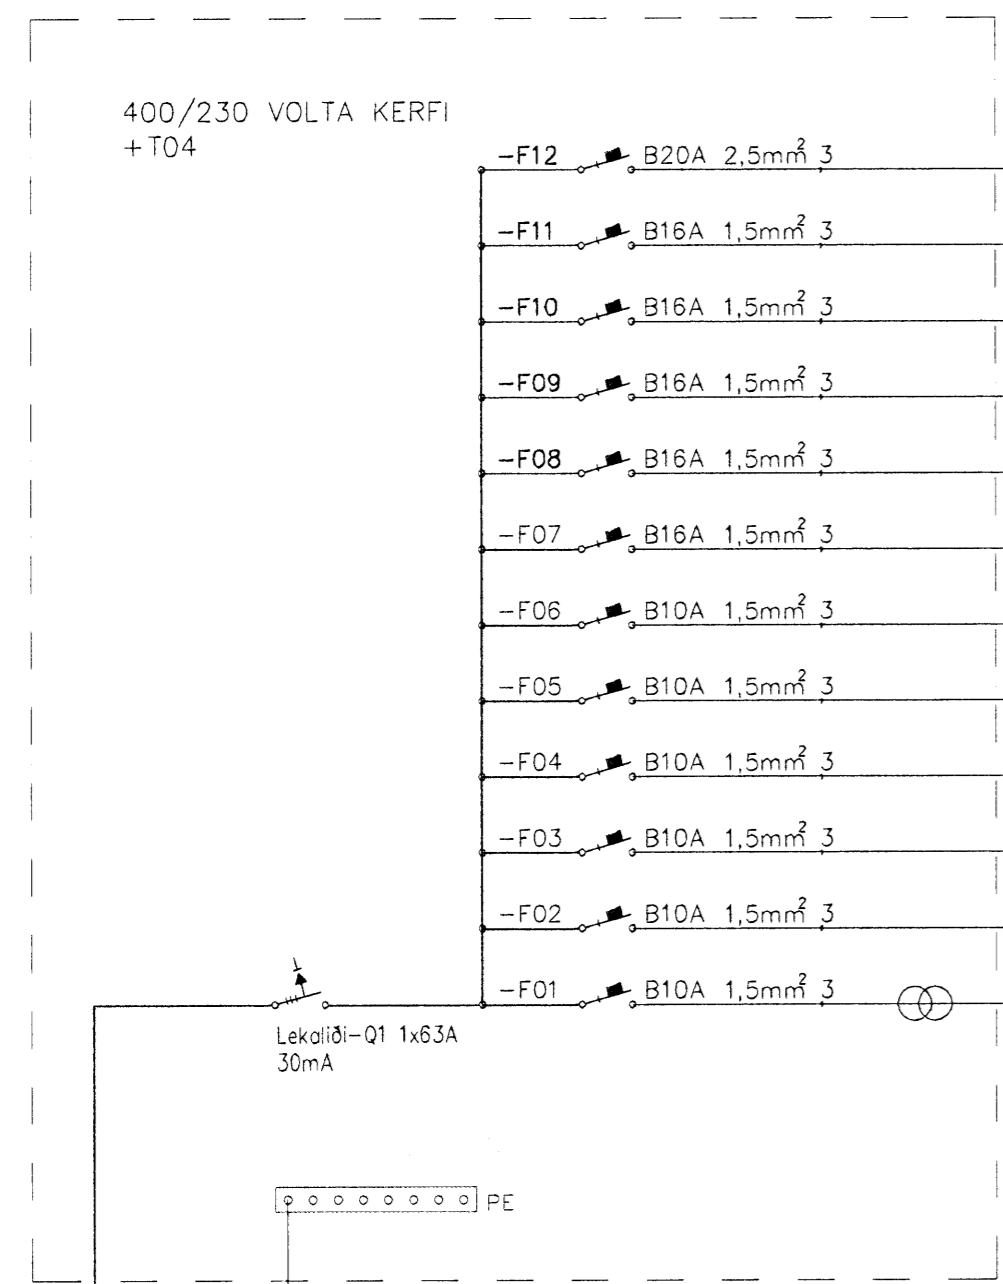 400/230 VOLTA KERFI
+T04
-F12 B20A 2,5mm² 3
-F11 B16A 1,5mm² 3
-F10 B16A 1,5mm² 3
-F09 B16A 1,5mm² 3
-F08 B16A 1,5mm² 3
-F07 B16A 1,5mm² 3
-F06 B10A 1,5mm² 3
-F05 B10A 1,5mm² 3
-F04 B10A 1,5mm² 3
-F03 B10A 1,5mm² 3
-F02 B10A 1,5mm² 3
-F01 B10A 1,5mm² 3
Lekaliði-Q1 1x63A
30mA
PE